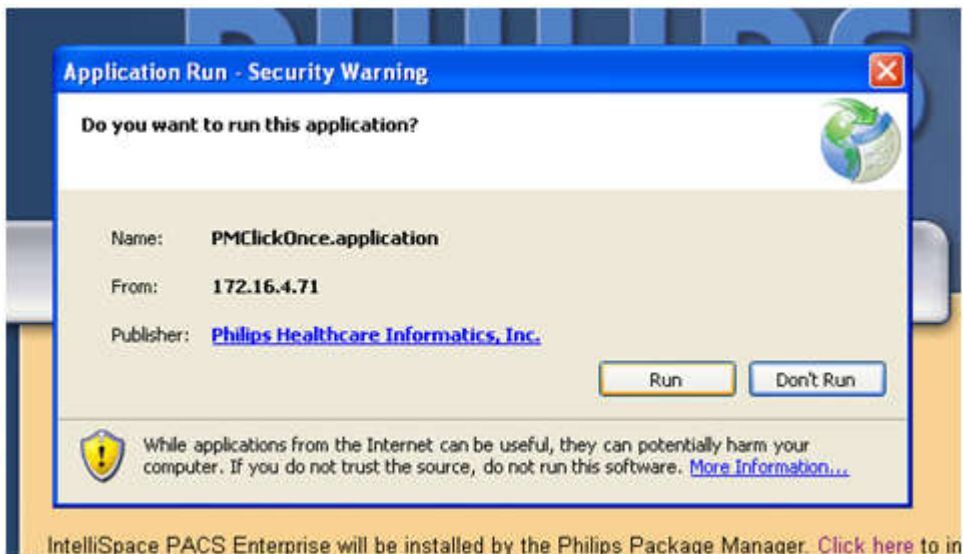 PHILIPS
Application Run - Security Warning
Do you want to run this application?
Name: PMClickOnce.application
From: 172.16.4.71
Publisher: Philips Healthcare Informatics, Inc.
Run Don't Run
While applications from the Internet can be useful, they can potentially harm your
computer. If you do not trust the source, do not run this software. More Information...
IntelliSpace PACS Enterprise will be installed by the Philips Package Manager. Click here to in